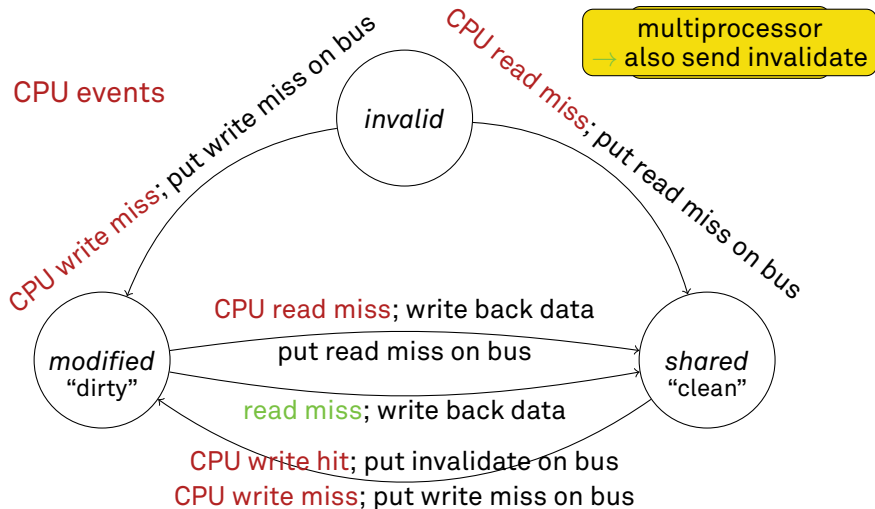 multiprocessor
→ also send invalidate
CPU events
CPU write miss; put write miss on bus
CPU read miss; put read miss on bus
invalid
CPU read miss; write back data
put read miss on bus
modified
"dirty"
shared
"clean"
read miss; write back data
CPU write hit; put invalidate on bus
CPU write miss; put write miss on bus